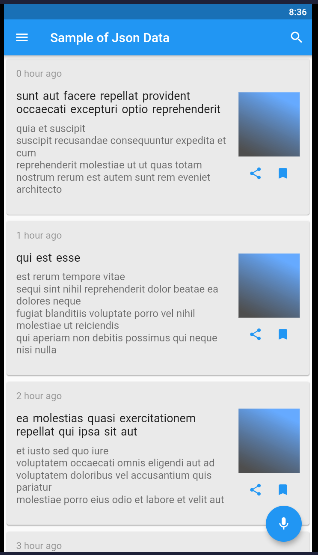 8:36
Sample of Json Data
0 hour ago
sunt aut facere repellat provident
occaecati excepturi optio reprehenderit
quia et suscipit
suscipit recusandae consequuntur expedita et
cum
reprehenderit molestiae ut ut quas totam
nostrum rerum est autem sunt rem eveniet
architecto
1 hour ago
qui est esse
est rerum tempore vitae
sequi sint nihil reprehenderit dolor beatae ea
dolores neque
fugiat blanditiis voluptate porro vel nihil
molestiae ut reiciendis
qui aperiam non debitis possimus qui neque
nisi nulla
2 hour ago
ea molestias quasi exercitationem
repellat qui ipsa sit aut
et iusto sed quo iure
voluptatem occaecati omnis eligendi aut ad
voluptatem doloribus vel accusantium quis
pariatur
molestiae porro eius odio et labore et velit aut
3 hour ago